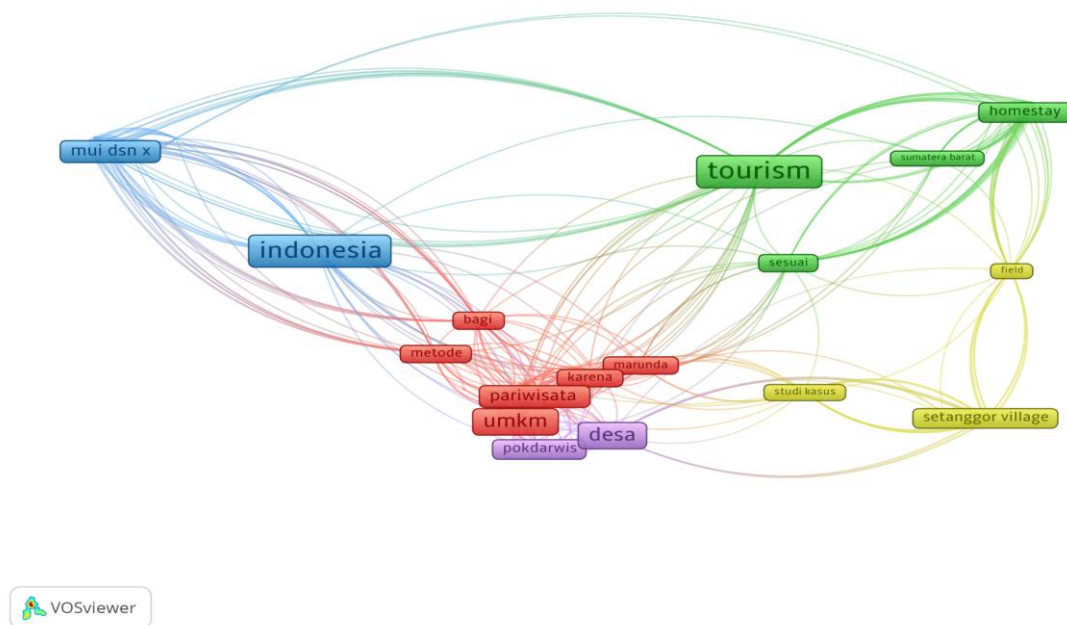 homestay
mui dsn x
sumatera barat
tourism
indonesia
sesuai
field
bagi
metode
marunda
karena
pariwisata
studi kasus
umkm
setanggor village
desa
pokdarwis
VOSviewer